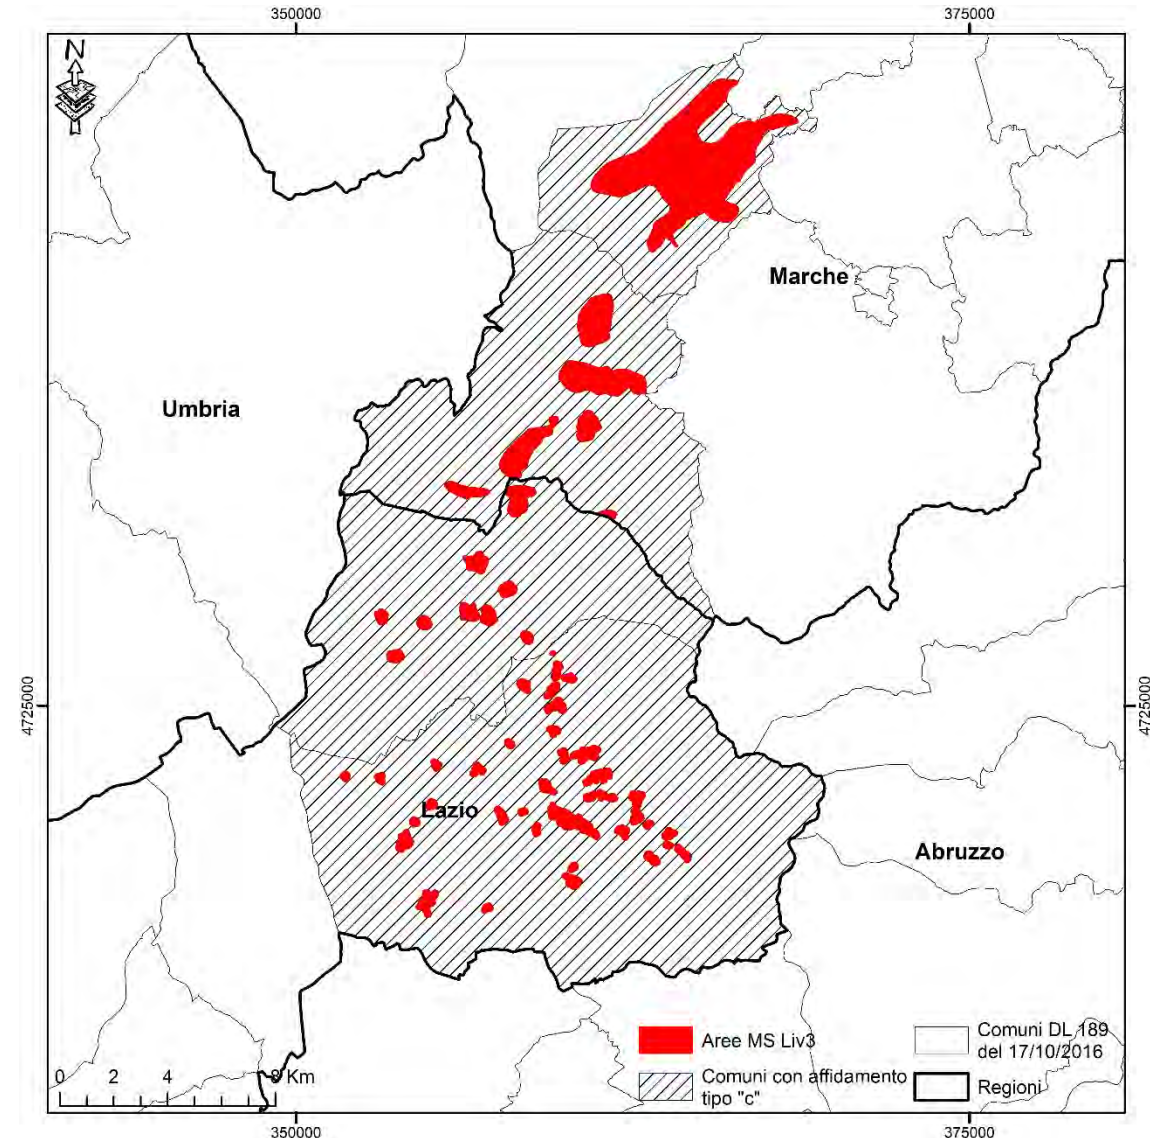 350000
375000
N
Marche
Umbria
4725000
4725000
Lazio
Abruzzo
Aree MS Liv3
Comuni DL 189
del 17/10/2016
Comuni con affidamento
tipo "c"
Regioni
0 2 4 8 Km
350000
375000